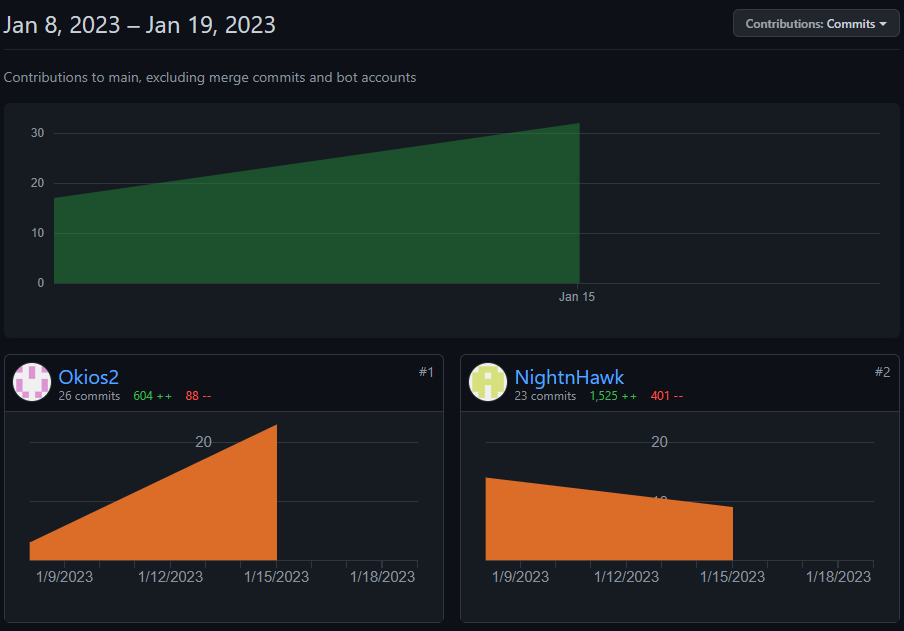 Jan 8, 2023 – Jan 19, 2023
Contributions: Commits
Contributions to main, excluding merge commits and bot accounts
30
20
10
0
Jan 15
Okios2
#1
26 commits 604 ++ 88 --
20
1/9/2023 1/12/2023 1/15/2023 1/18/2023
NightnHawk
#2
23 commits 1,525 ++ 401 --
20
1/9/2023 1/12/2023 1/15/2023 1/18/2023